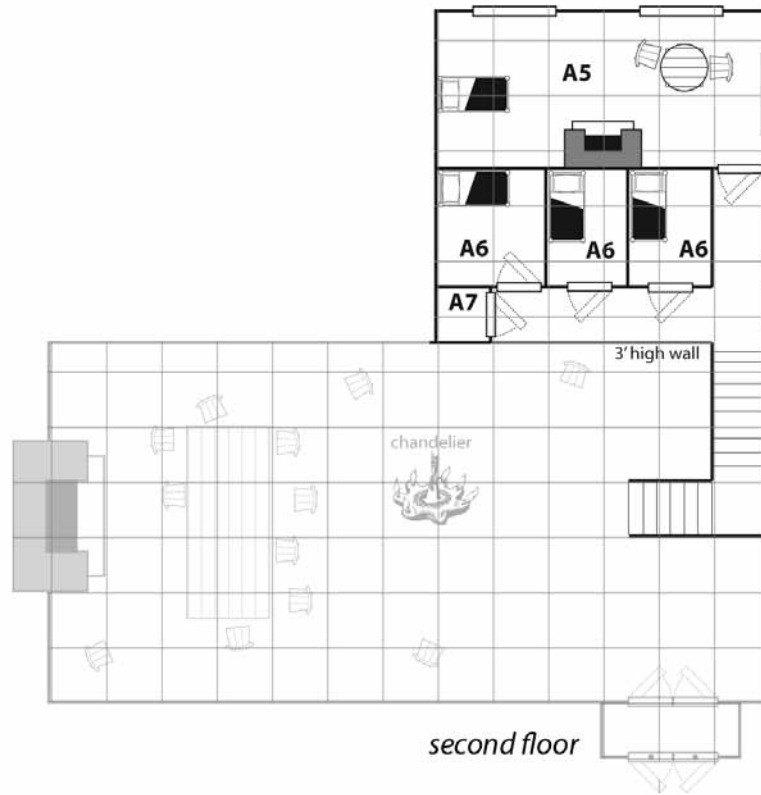 A5
A6
A6
A6
A7
3' high wall
chandelier
second floor